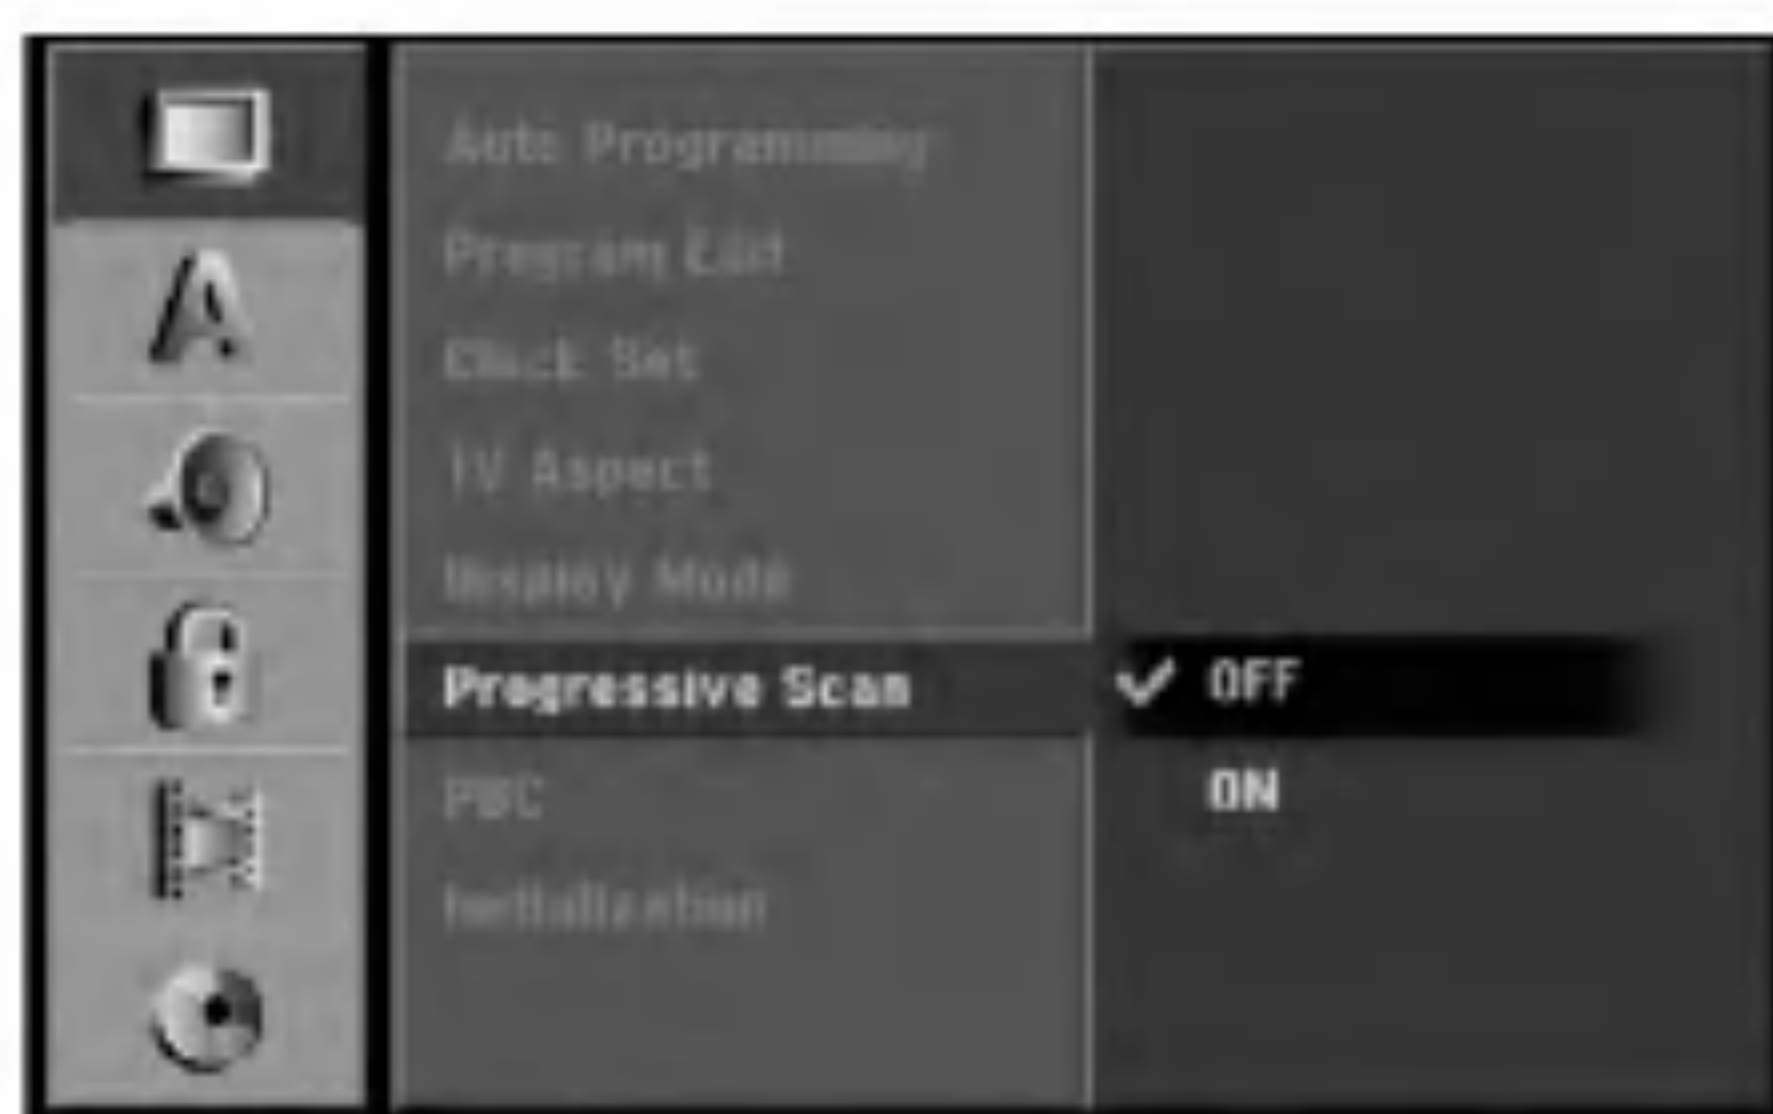 A
Auto Programming
Program Edit
Clock Set
TV Aspect
Display Mode
Progressive Scan
✓ OFF
ON
PBC
Initialization